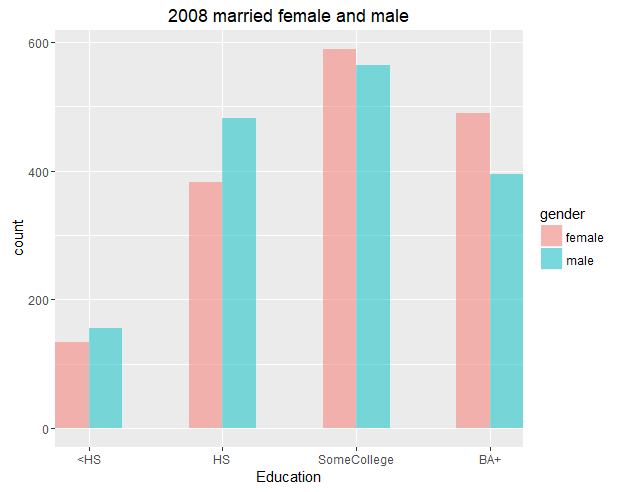 2008 married female and male
600
400
200
0
count
<HS HS SomeCollege BA+
Education
gender
female
male